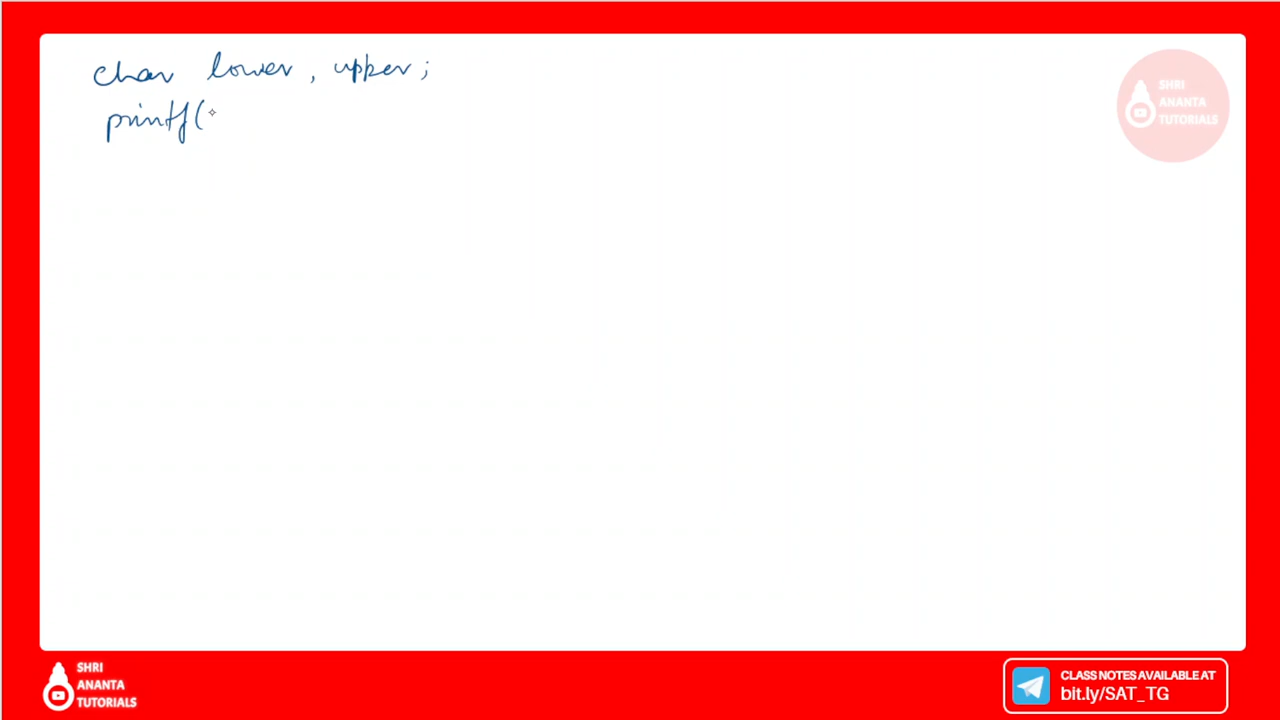 char lower , upper ;
printf(
SHRI
ANANTA
TUTORIALS
SHRI
ANANTA
TUTORIALS
CLASS NOTES AVAILABLE AT
bit.ly/SAT_TG